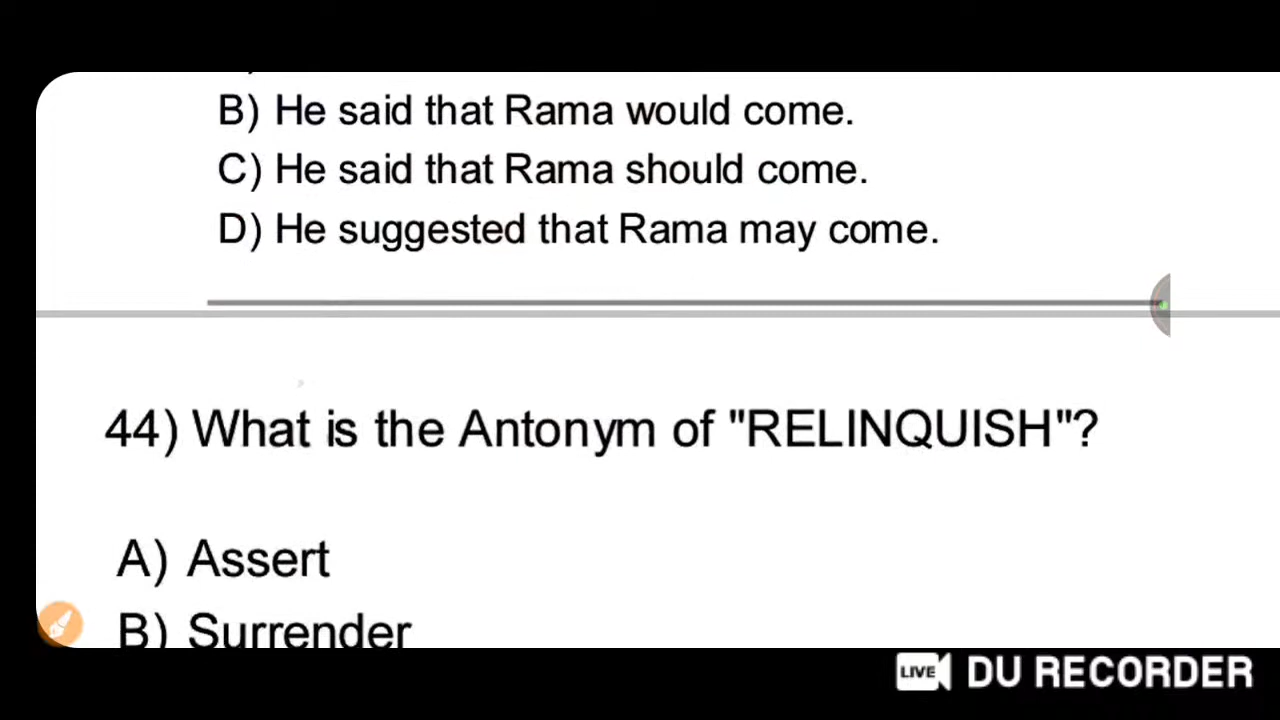 B) He said that Rama would come.
C) He said that Rama should come.
D) He suggested that Rama may come.
44) What is the Antonym of "RELINQUISH"?
A) Assert
B) Surrender
LIVE DU RECORDER